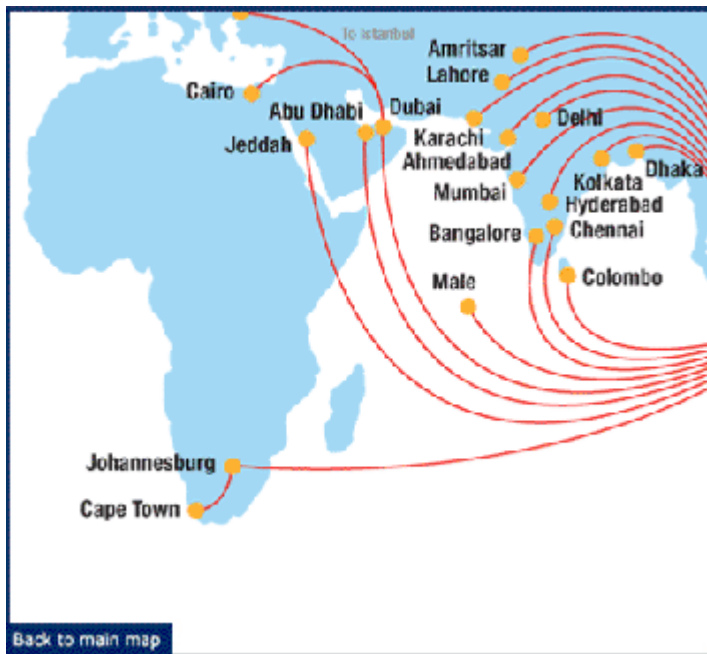 To Istanbul
Amritsar
Lahore
Cairo
Abu Dhabi
Dubai
Delhi
Karachi
Jeddah
Ahmedabad
Dhaka
Kolkata
Mumbai
Hyderabad
Bangalore
Chennai
Male
Colombo
Johannesburg
Cape Town
Back to main map